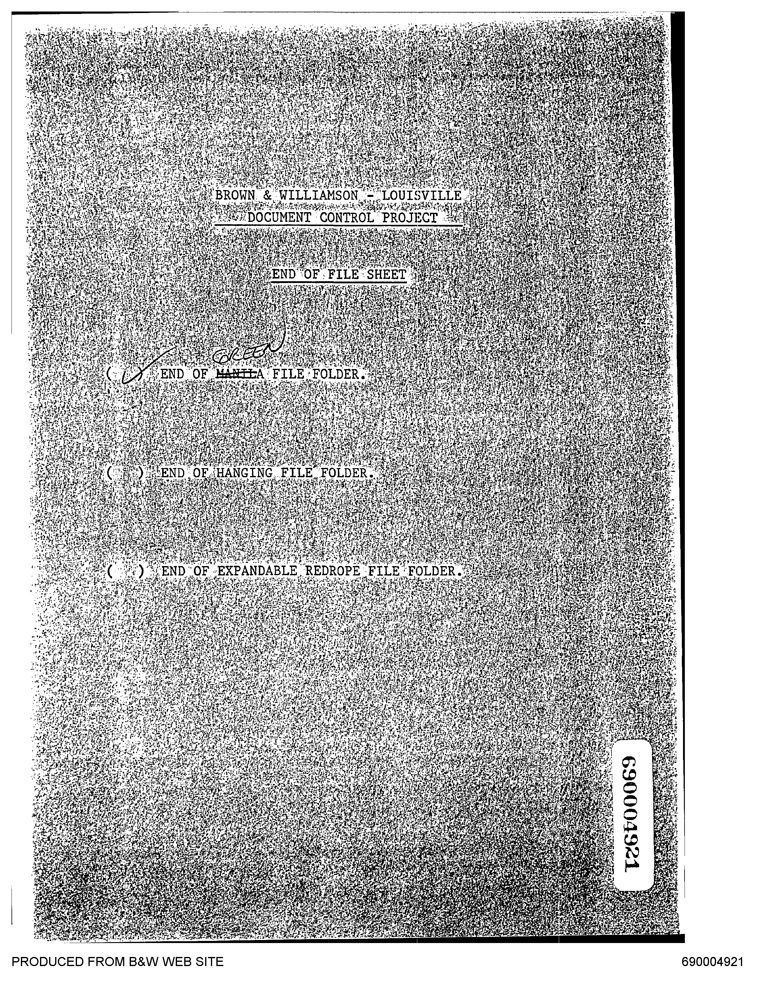 BROWN & WILLIAMSON - LOUISVILLE
DOCUMENT CONTROL PROJECT
END OF FILE SHEET
GREEN
( ✓ ) END OF MANILA FILE FOLDER.
( ) END OF HANGING FILE FOLDER.
( ) END OF EXPANDABLE REDROPE FILE FOLDER.
690004921
PRODUCED FROM B&W WEB SITE
690004921